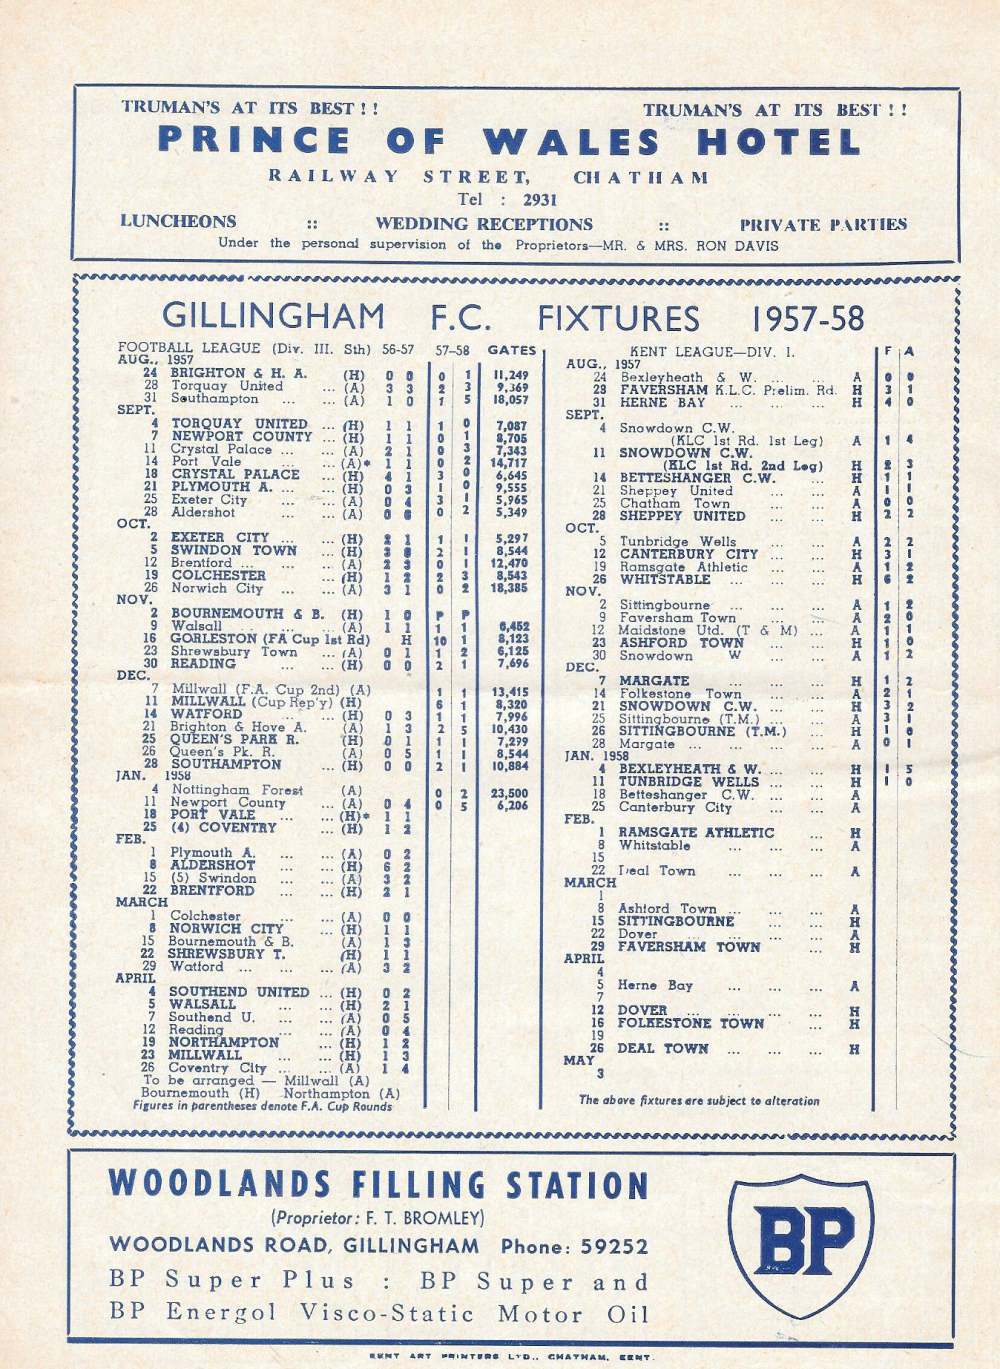 TRUMAN'S AT ITS BEST ! ! TRUMAN'S AT ITS BEST ! !
PRINCE OF WALES HOTEL
RAILWAY STREET, CHATHAM
Tel : 2931
LUNCHEONS :: WEDDING RECEPTIONS :: PRIVATE PARTIES
Under the personal supervision of the Proprietors—MR. & MRS. RON DAVIS
GILLINGHAM F.C. FIXTURES 1957-58
FOOTBALL LEAGUE (Div. III. Sth) 56-57 57-58 GATES
AUG., 1957
24 BRIGHTON & H. A. (H) 0 0 0 1 11,249
28 Torquay United ... (A) 3 3 2 3 9,369
31 Southampton ... ... (A) 1 0 1 5 18,057
SEPT.
4 TORQUAY UNITED ... (H) 1 1 1 0 7,087
7 NEWPORT COUNTY ... (H) 1 1 0 1 8,705
11 Crystal Palace ... ... (A) 2 1 0 3 7,343
14 Port Vale ... ... (A)* 1 1 0 2 14,717
18 CRYSTAL PALACE ... (H) 4 1 3 0 6,645
21 PLYMOUTH A. ... ... (H) 0 3 1 0 9,555
25 Exeter City ... ... (A) 0 4 3 1 5,965
28 Aldershot ... ... (A) 0 0 2 5,349
OCT.
2 EXETER CITY ... ... (H) 1 1 1 5,297
5 SWINDON TOWN ... (H) 2 1 8,544
12 Brentford ... ... ... (A) 2 3 0 1 12,470
19 COLCHESTER ... (H) 1 2 2 3 8,543
26 Norwich City ... ... (A) 3 1 0 2 18,385
NOV.
2 BOURNEMOUTH & B. (H) 1 0 P P
9 Walsall ... ... ... (A) 1 1 1 1 6,452
16 GORLESTON (FA Cup 1st Rd) H 10 1 8,123
23 Shrewsbury Town ... (A) 0 1 1 2 6,125
30 READING ... ... (H) 0 0 2 1 7,696
DEC.
7 Millwall (F.A. Cup 2nd) (A) 1 1 13,415
11 MILLWALL (Cup Rep'y) (H) 6 1 8,320
14 WATFORD ... ... (H) 0 3 1 1 7,996
21 Brighton & Hove A. (A) 1 3 2 5 10,430
25 QUEEN'S PARK R. (H) 0 1 1 1 7,299
26 Queen's Pk. R. (A) 0 5 1 1 8,544
28 SOUTHAMPTON ... (H) 0 0 2 1 10,884
JAN. 1958
4 Nottingham Forest (A) 0 2 23,500
11 Newport County ... (A) 0 4 0 5 6,206
18 PORT VALE ... ... (H)* 1 1
25 (4) COVENTRY ... (H) 1 2
FEB.
1 Plymouth A. ... ... (A) 0 2
8 ALDERSHOT ... ... (H) 6 2
15 (5) Swindon ... ... (A) 3 2
22 BRENTFORD ... ... (H) 2 1
MARCH
1 Colchester ... ... (A) 0 0
8 NORWICH CITY ... (H) 1 1
15 Bournemouth & B. (A) 1 3
22 SHREWSBURY T. (H) 1 1
29 Watford ... ... ... (A) 3 2
APRIL
4 SOUTHEND UNITED ... (H) 0 2
5 WALSALL ... ... (H) 2 1
7 Southend U. ... ... (A) 0 5
12 Reading ... ... (A) 0 4
19 NORTHAMPTON ... (H) 1 2
23 MILLWALL ... ... (H) 1 3
26 Coventry City ... ... (A) 1 4
To be arranged — Millwall (A)
Bournemouth (H) Northampton (A)
Figures in parentheses denote F.A. Cup Rounds
KENT LEAGUE—DIV. I. F A
AUG., 1957
24 Bexleyheath & W. ... ... A 0 0
28 FAVERSHAM K.L.C. Prelim. Rd. H 3 1
31 HERNE BAY ... ... ... H 4 0
SEPT.
4 Snowdown C.W.
(KLC 1st Rd. 1st Leg) A 1 4
11 SNOWDOWN C.W.
(KLC 1st Rd. 2nd Leg) H 2 3
14 BETTESHANGER C.W. ... H 1 1
21 Sheppey United ... ... A 1 1
25 Chatham Town ... ... A 0 0
28 SHEPPEY UNITED ... ... H 2 2
OCT.
5 Tunbridge Wells ... ... A 2 2
12 CANTERBURY CITY ... ... H 3 1
19 Ramsgate Athletic ... ... A 1 2
26 WHITSTABLE ... ... ... H 6 2
NOV.
2 Sittingbourne ... ... ... A 1 2
9 Faversham Town ... ... A 2 0
12 Maidstone Utd. (T & M) ... A 1 1
23 ASHFORD TOWN ... ... H 1 0
30 Snowdown W ... ... A 1 2
DEC.
7 MARGATE ... ... ... H 1 2
14 Folkestone Town ... ... A 2 1
21 SNOWDOWN C.W. ... ... H 3 2
25 Sittingbourne (T.M.) ... ... A 3 1
26 SITTINGBOURNE (T.M.) ... H 1 0
28 Margate ... ... ... ... A 0 1
JAN. 1958
4 BEXLEYHEATH & W. ... ... H 1 5
11 TUNBRIDGE WELLS ... ... H 1 0
18 Betteshanger C.W. ... ... A
25 Canterbury City ... ... A
FEB.
1 RAMSGATE ATHLETIC ... H
8 Whitstable ... ... ... A
15
22 Deal Town ... ... ... A
MARCH
1
8 Ashford Town ... ... ... A
15 SITTINGBOURNE ... ... H
22 Dover ... ... ... ... A
29 FAVERSHAM TOWN ... H
APRIL
4
5 Herne Bay ... ... ... A
7
12 DOVER ... ... ... ... H
16 FOLKESTONE TOWN ... H
19
26 DEAL TOWN ... ... ... H
MAY
3
The above fixtures are subject to alteration
WOODLANDS FILLING STATION
(Proprietor: F. T. BROMLEY)
WOODLANDS ROAD, GILLINGHAM Phone: 59252
BP Super Plus : BP Super and
BP Energol Visco-Static Motor Oil
BP
KENT ART PRINTERS LTD., CHATHAM, KENT.